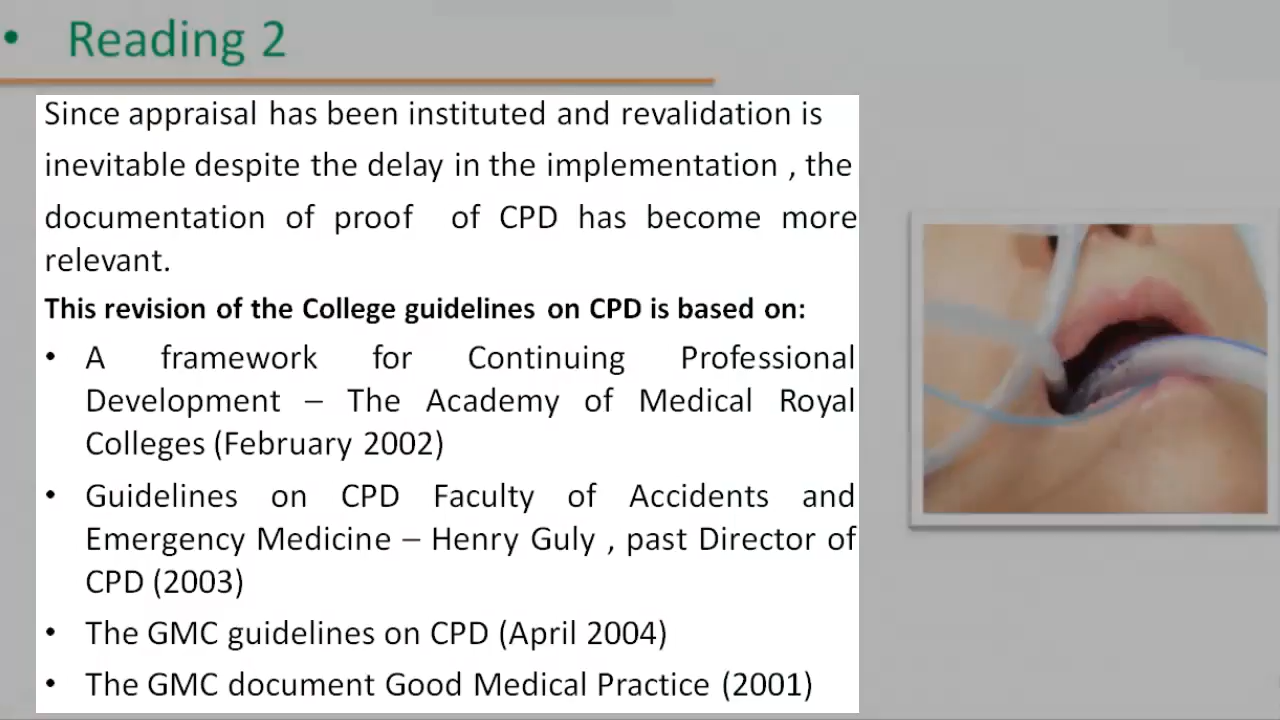 • Reading 2
Since appraisal has been instituted and revalidation is
inevitable despite the delay in the implementation , the
documentation of proof of CPD has become more
relevant.
This revision of the College guidelines on CPD is based on:
• A framework for Continuing Professional
Development – The Academy of Medical Royal
Colleges (February 2002)
• Guidelines on CPD Faculty of Accidents and
Emergency Medicine – Henry Guly , past Director of
CPD (2003)
• The GMC guidelines on CPD (April 2004)
• The GMC document Good Medical Practice (2001)